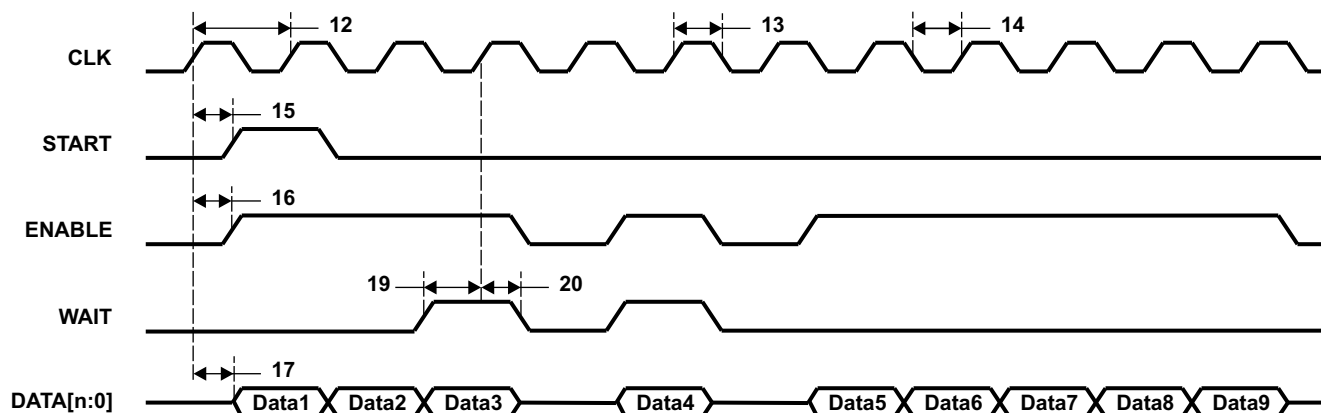 12 13 14
CLK
15
START
16
ENABLE
19 20
WAIT
17
DATA[n:0] Data1 Data2 Data3 Data4 Data5 Data6 Data7 Data8 Data9